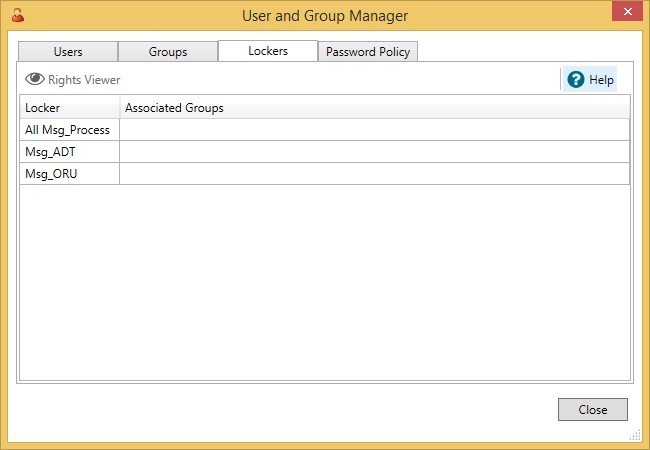 User and Group Manager
Users Groups Lockers Password Policy
Rights Viewer Help
Locker Associated Groups
All Msg_Process
Msg_ADT
Msg_ORU
Close